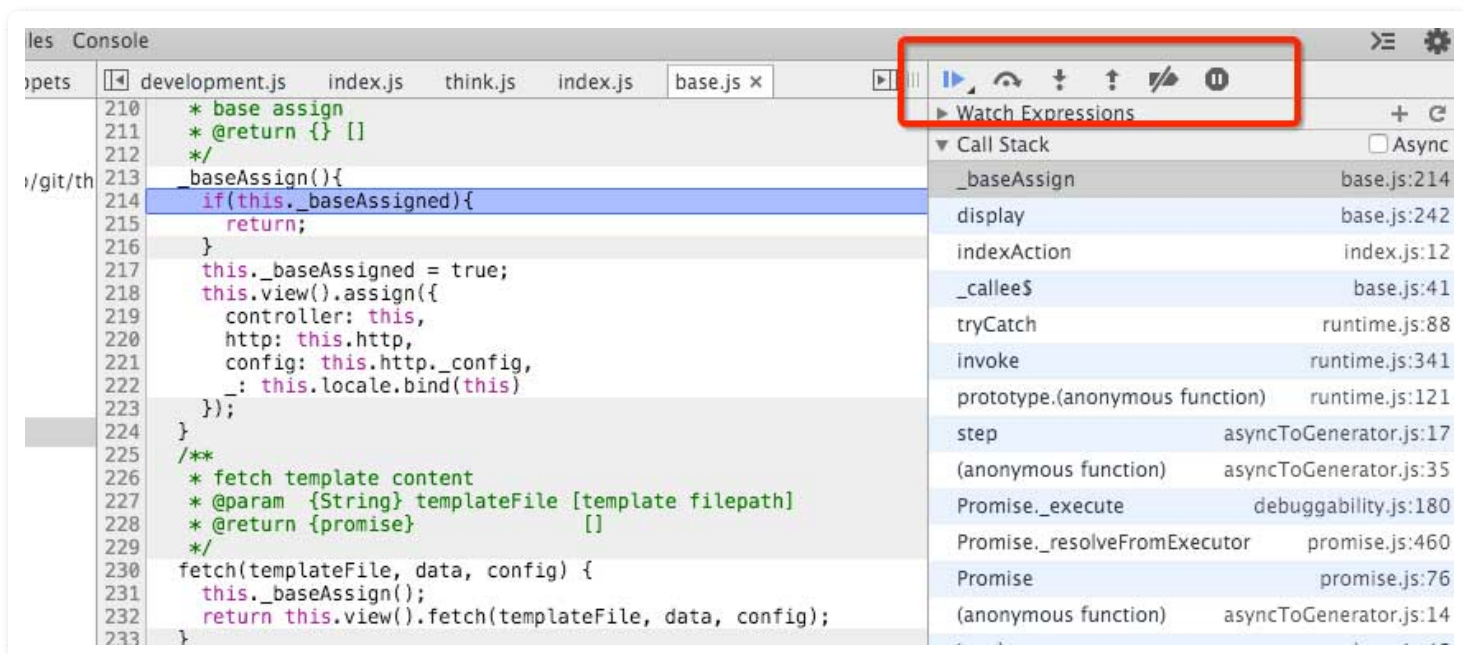 les Console
ppets development.js index.js think.js index.js base.js ×
210 * base assign
211 * @return {} []
212 */
213 _baseAssign(){
214 if(this._baseAssigned){
215 return;
216 }
217 this._baseAssigned = true;
218 this.view().assign({
219 controller: this,
220 http: this.http,
221 config: this.http._config,
222 _: this.locale.bind(this)
223 });
224 }
225 /**
226 * fetch template content
227 * @param {String} templateFile [template filepath]
228 * @return {promise} []
229 */
230 fetch(templateFile, data, config) {
231 this._baseAssign();
232 return this.view().fetch(templateFile, data, config);
233 }
/git/th
Watch Expressions
Call Stack Async
_baseAssign base.js:214
display base.js:242
indexAction index.js:12
_callee$ base.js:41
tryCatch runtime.js:88
invoke runtime.js:341
prototype.(anonymous function) runtime.js:121
step asyncToGenerator.js:17
(anonymous function) asyncToGenerator.js:35
Promise._execute debuggability.js:180
Promise._resolveFromExecutor promise.js:460
Promise promise.js:76
(anonymous function) asyncToGenerator.js:14